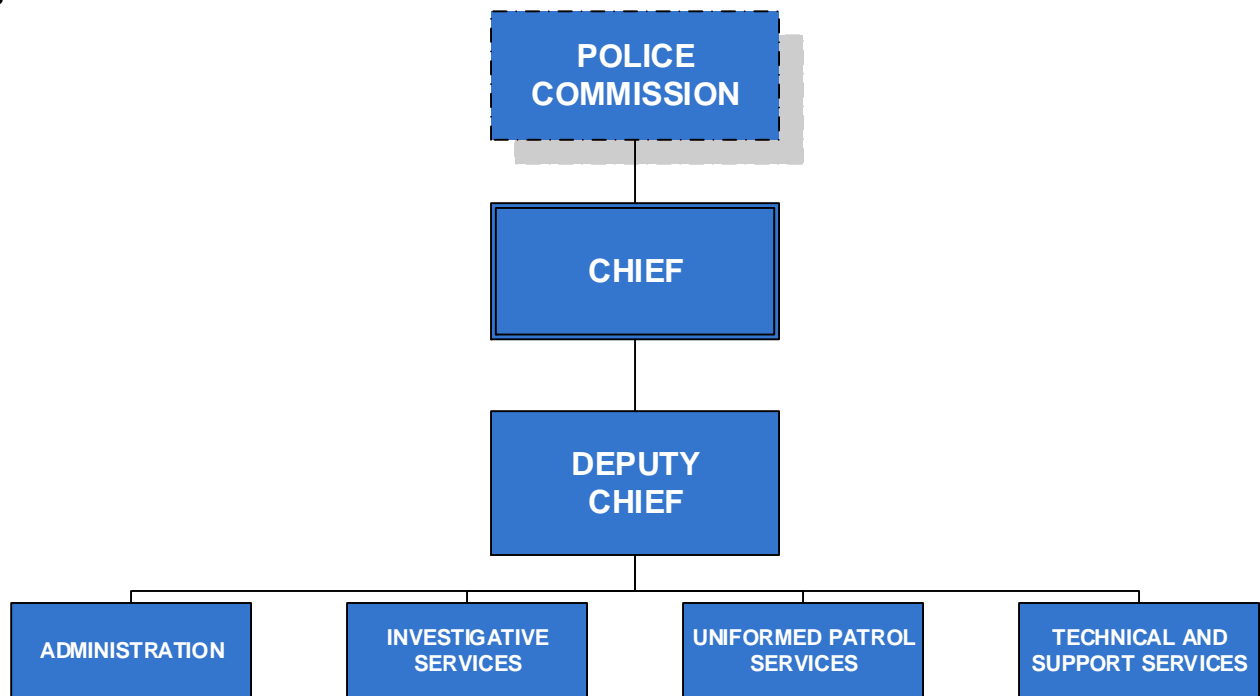 POLICE
COMMISSION
CHIEF
DEPUTY
CHIEF
ADMINISTRATION
INVESTIGATIVE
SERVICES
UNIFORMED PATROL
SERVICES
TECHNICAL AND
SUPPORT SERVICES